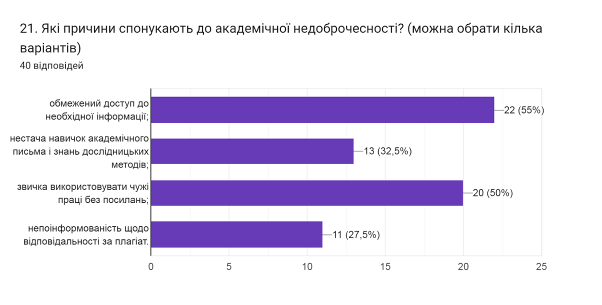 21. Які причини спонукають до академічної недоброчесності? (можна обрати кілька
варіантів)
40 відповідей
обмежений доступ до
необхідної інформації;
22 (55%)
нестача навичок академічного
письма і знань дослідницьких
методів;
13 (32,5%)
звичка використовувати чужі
праці без посилань;
20 (50%)
непоінформованість щодо
відповідальності за плагіат.
11 (27,5%)
0 5 10 15 20 25